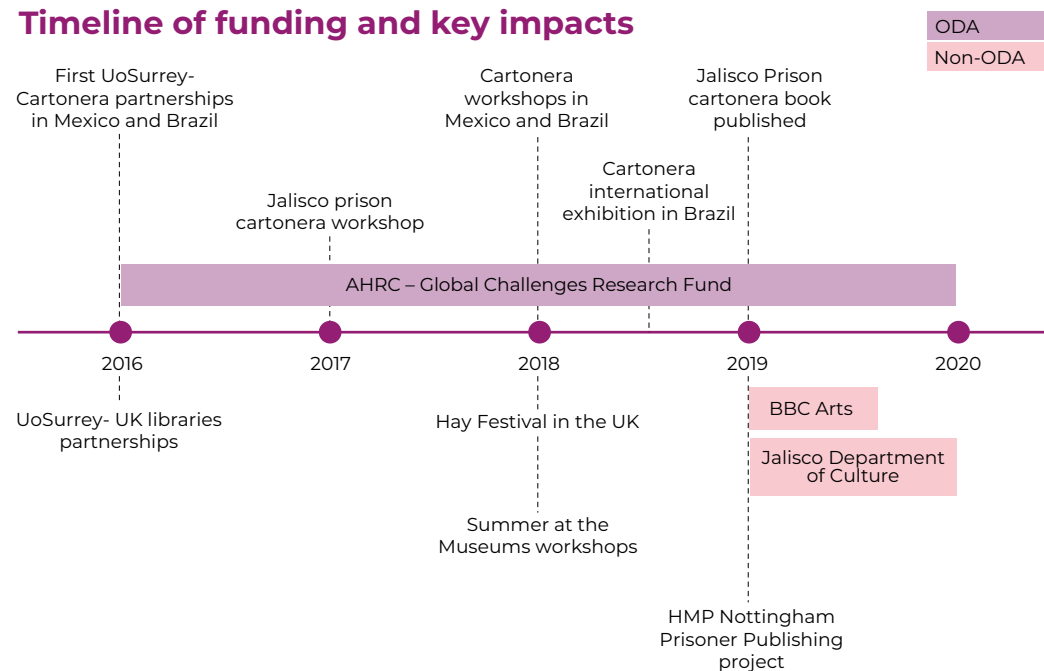 Timeline of funding and key impacts
ODA
Non-ODA
First UoSurrey-
Cartonera partnerships
in Mexico and Brazil
Jalisco prison
cartonera workshop
Cartonera
workshops in
Mexico and Brazil
Cartonera
international
exhibition in Brazil
Jalisco Prison
cartonera book
published
AHRC – Global Challenges Research Fund
2016
2017
2018
2019
2020
UoSurrey- UK libraries
partnerships
Hay Festival in the UK
Summer at the
Museums workshops
BBC Arts
Jalisco Department
of Culture
HMP Nottingham
Prisoner Publishing
project